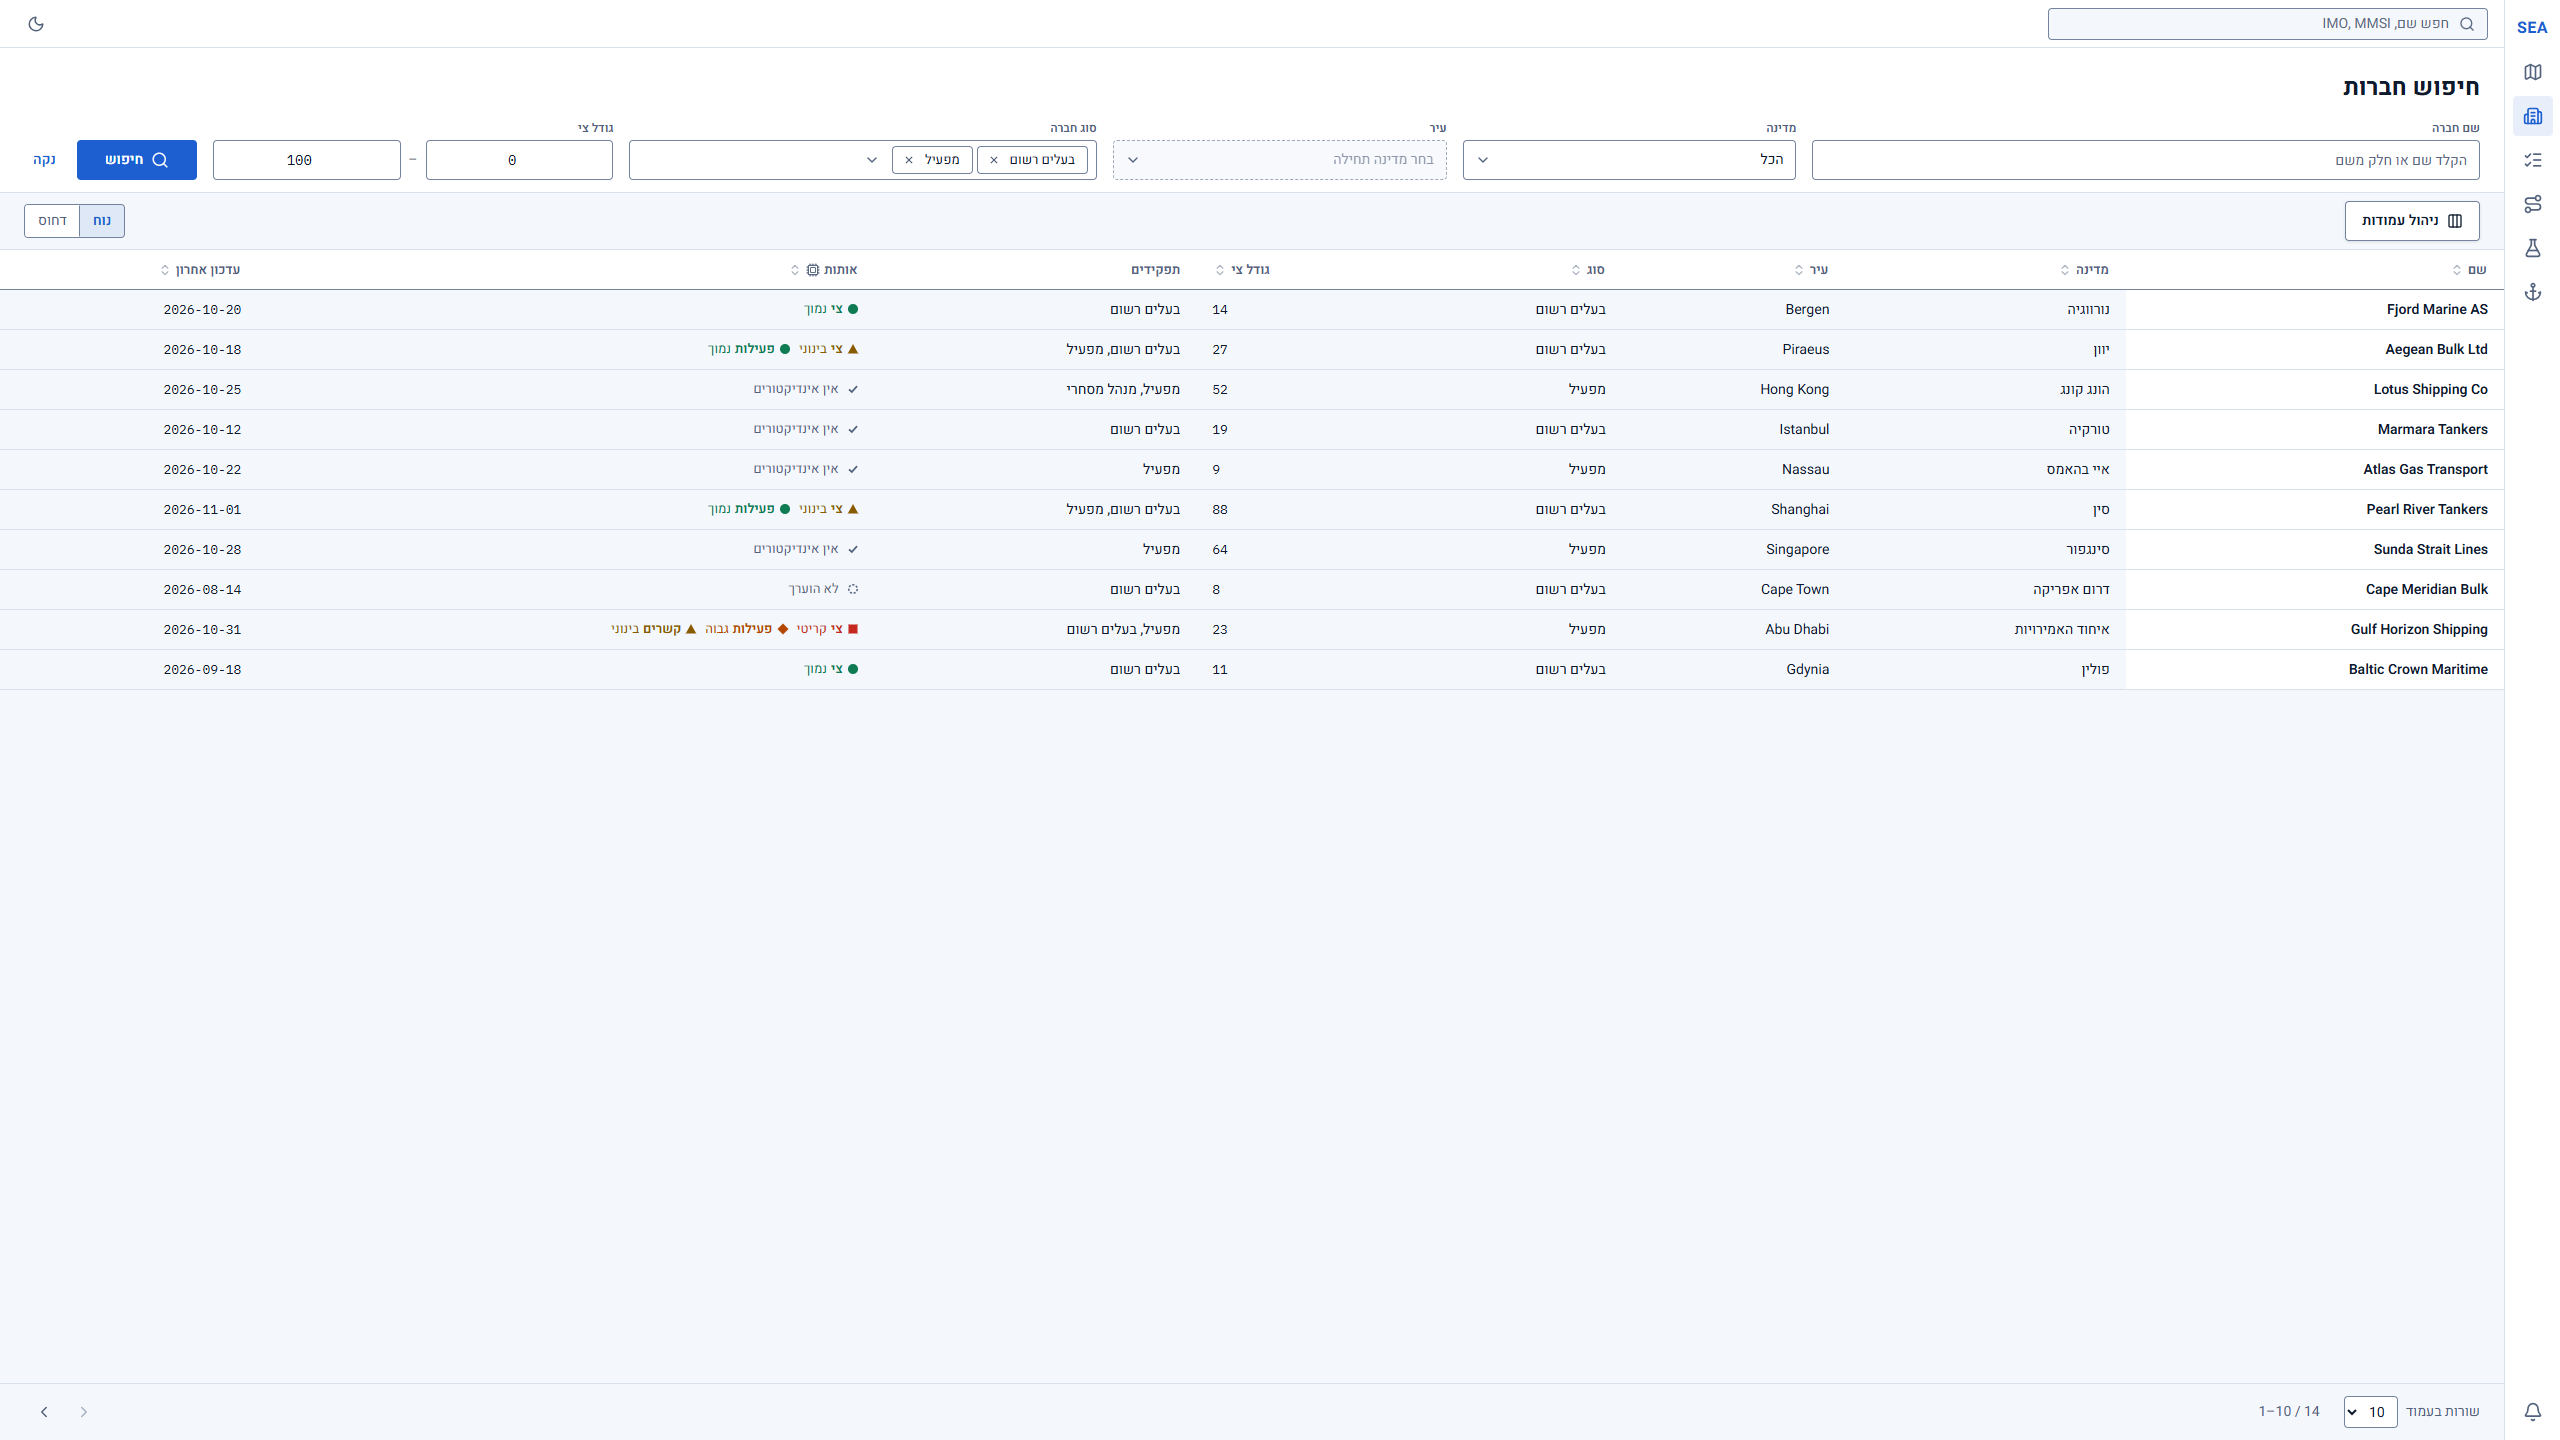 SEA
חפש שם, IMO, MMSI
חיפוש חברות
שם חברה
הקלד שם או חלק משם
מדינה
הכל
עיר
בחר מדינה תחילה
סוג חברה
בעלים רשום
מפעיל
גודל צי
0 – 100
חיפוש
נקה
ניהול עמודות
נוח
דחוס
שם מדינה עיר סוג גודל צי תפקידים אותות עדכון אחרון
Fjord Marine AS נורווגיה Bergen בעלים רשום 14 בעלים רשום צי נמוך 2026-10-20
Aegean Bulk Ltd יוון Piraeus בעלים רשום 27 בעלים רשום, מפעיל צי בינוני פעילות נמוך 2026-10-18
Lotus Shipping Co הונג קונג Hong Kong מפעיל 52 מפעיל, מנהל מסחרי אין אינדיקטורים 2026-10-25
Marmara Tankers טורקיה Istanbul בעלים רשום 19 בעלים רשום אין אינדיקטורים 2026-10-12
Atlas Gas Transport איי בהאמס Nassau מפעיל 9 מפעיל אין אינדיקטורים 2026-10-22
Pearl River Tankers סין Shanghai בעלים רשום 88 בעלים רשום, מפעיל צי בינוני פעילות נמוך 2026-11-01
Sunda Strait Lines סינגפור Singapore מפעיל 64 מפעיל אין אינדיקטורים 2026-10-28
Cape Meridian Bulk דרום אפריקה Cape Town בעלים רשום 8 בעלים רשום לא הוערך 2026-08-14
Gulf Horizon Shipping איחוד האמירויות Abu Dhabi מפעיל 23 מפעיל, בעלים רשום צי קריטי פעילות גבוה קשרים בינוני 2026-10-31
Baltic Crown Maritime פולין Gdynia בעלים רשום 11 בעלים רשום צי נמוך 2026-09-18
שורות בעמוד 10 1–10 / 14